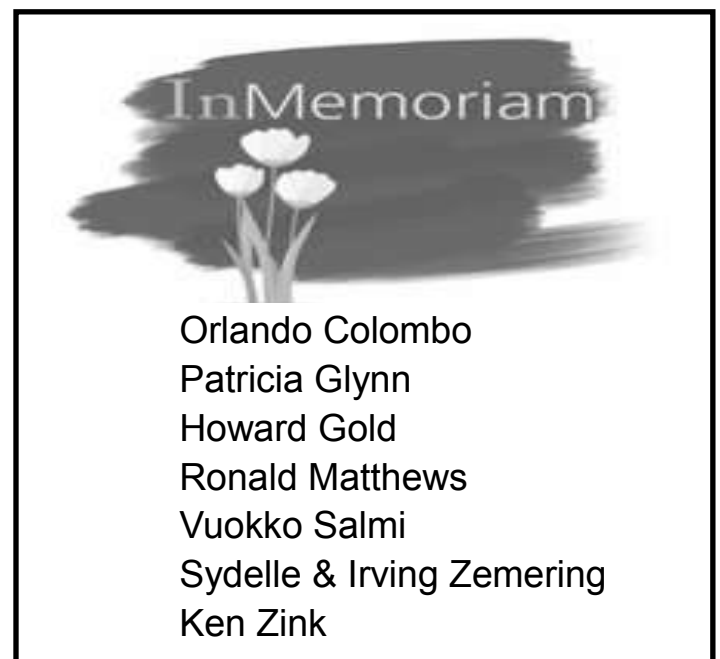 InMemoriam
Orlando Colombo
Patricia Glynn
Howard Gold
Ronald Matthews
Vuokko Salmi
Sydelle & Irving Zemering
Ken Zink